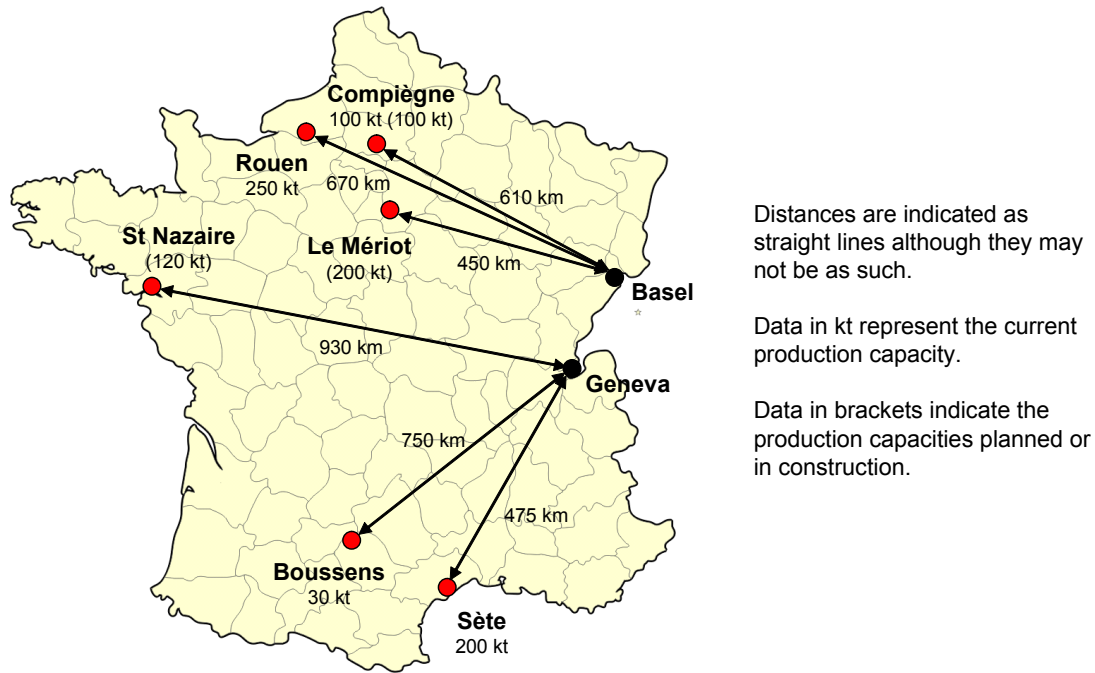 Compiègne
100 kt (100 kt)
Rouen
250 kt
670 km
610 km
St Nazaire
(120 kt)
Le Mériot
(200 kt)
450 km
Basel
930 km
Geneva
750 km
475 km
Boussens
30 kt
Sète
200 kt
Distances are indicated as
straight lines although they may
not be as such.
Data in kt represent the current
production capacity.
Data in brackets indicate the
production capacities planned or
in construction.